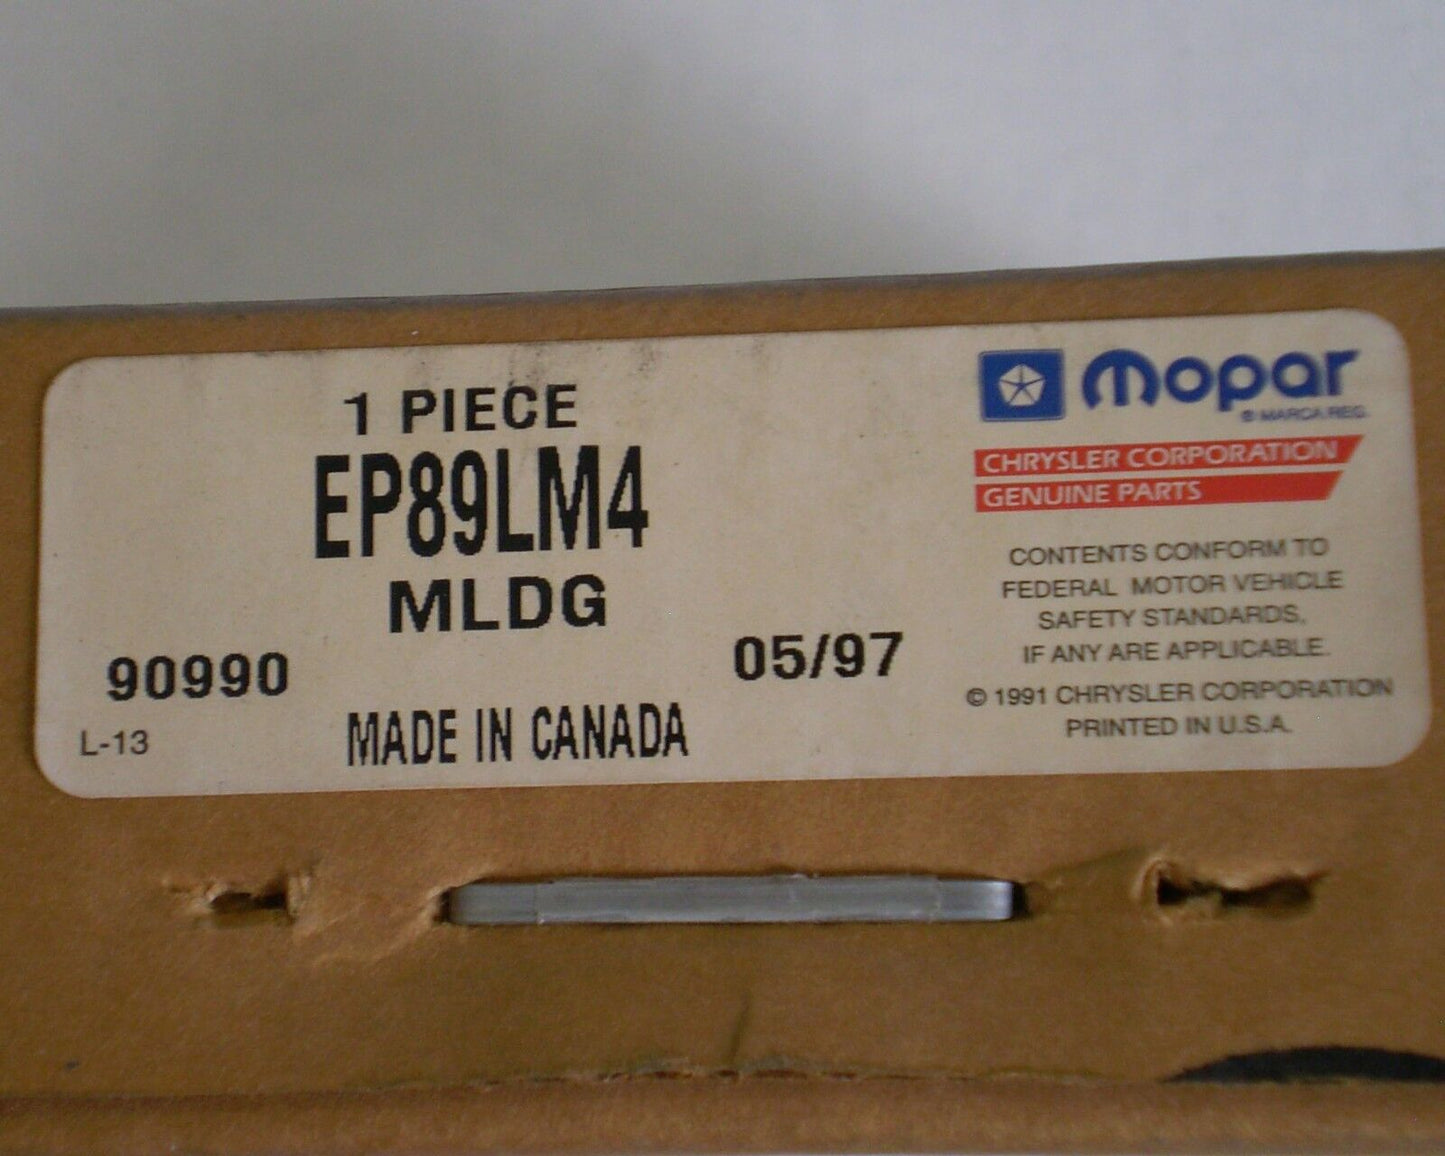 1 PIECE
EP89LM4
MLDG
90990
05/97
L-13
MADE IN CANADA
Mopar
® MARCA REG.
CHRYSLER CORPORATION
GENUINE PARTS
CONTENTS CONFORM TO
FEDERAL MOTOR VEHICLE
SAFETY STANDARDS,
IF ANY ARE APPLICABLE.
© 1991 CHRYSLER CORPORATION
PRINTED IN U.S.A.